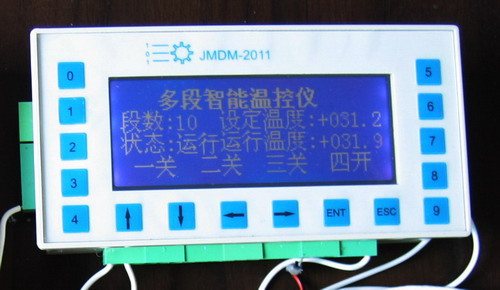 JMDM-2011
多段智能温控仪
段数:10 设定温度:+031.2
状态:运行运行温度:+031.9
一关 二关 三关 四开
0
1
2
3
4
5
6
7
8
9
↑ ↓ ← → ENT ESC